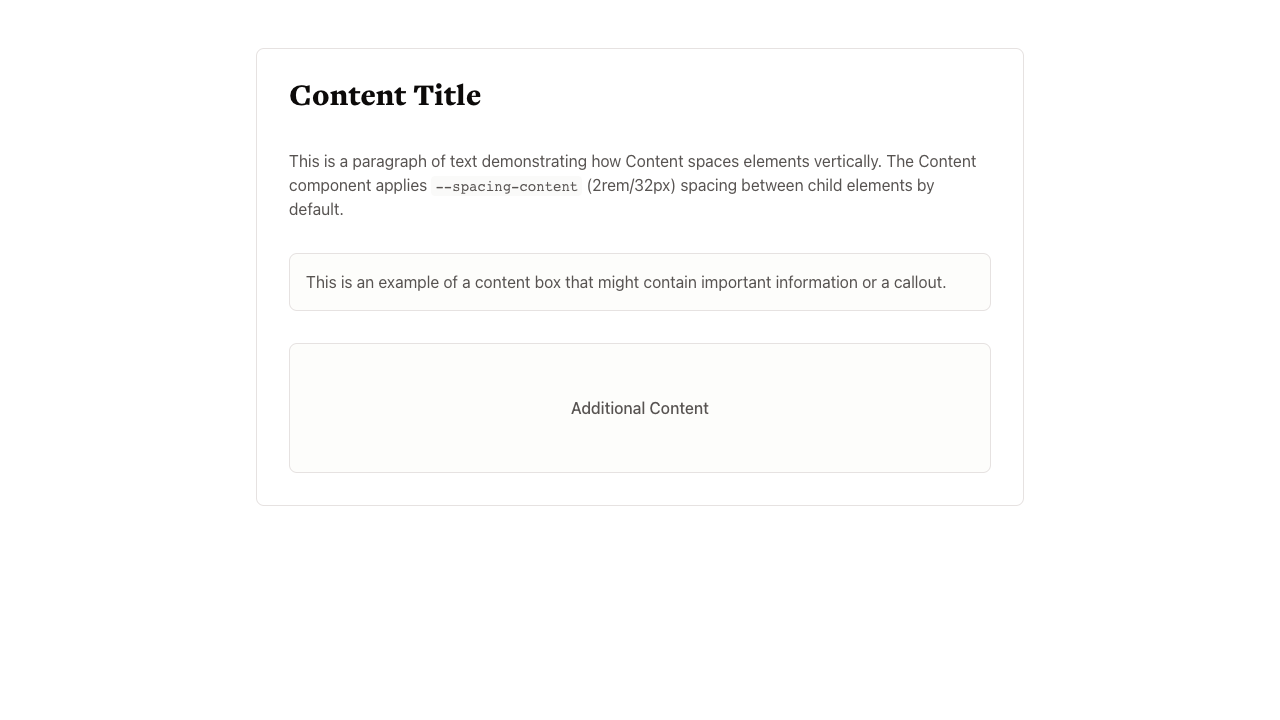 Content Title
This is a paragraph of text demonstrating how Content spaces elements vertically. The Content
component applies --spacing-content (2rem/32px) spacing between child elements by
default.
This is an example of a content box that might contain important information or a callout.
Additional Content